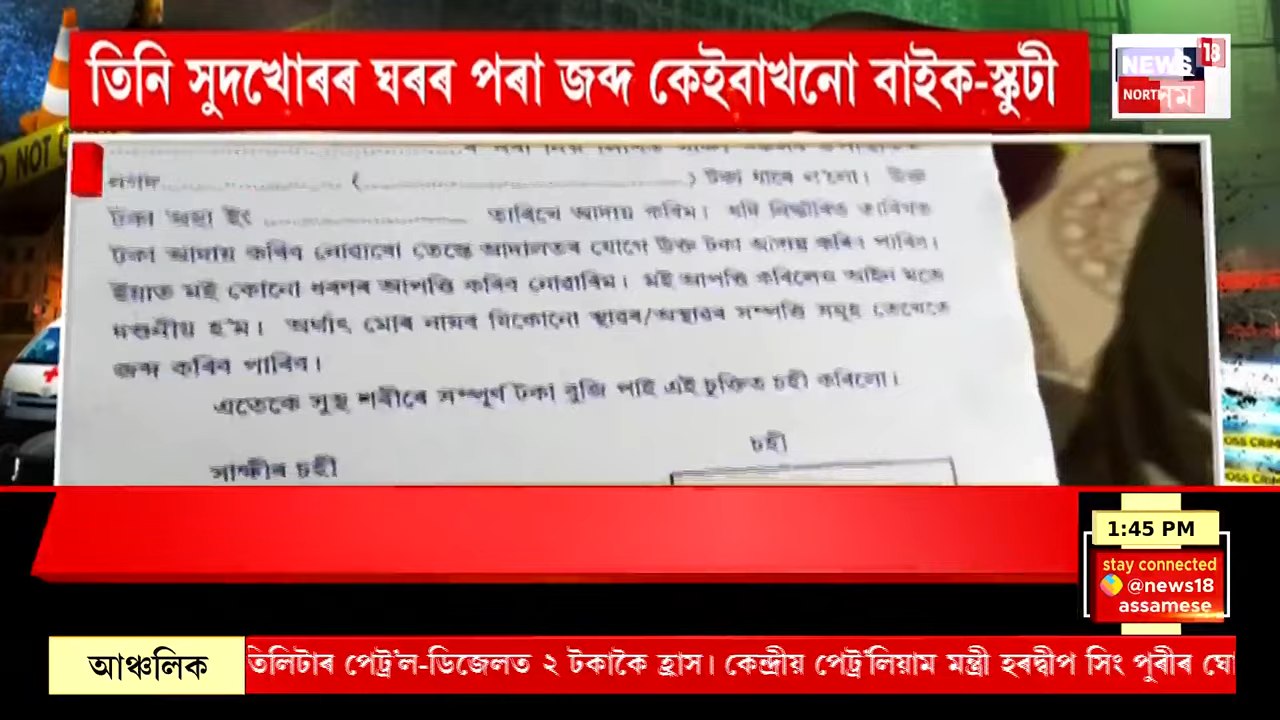 তিনি সুদখোৰৰ ঘৰৰ পৰা জব্দ কেইবাখনো বাইক-স্কুটী
NEWS 18
NORTH
নগদ.......................... (..................................................) টকা ধাৰে ল'লো। উক্ত
টকা মুঠা ইং .............................. তাৰিখে আদায় কৰিম। যদি নিৰ্দ্ধাৰিত তাৰিখত
টকা আদায় কৰিব নোৱাৰো তেন্তে আদালতৰ যোগে উক্ত টকা আদায় কৰিব পাৰিব।
ইয়াত মই কোনো ধৰণৰ আপত্তি কৰিব নোৱাৰিম। মই আপত্তি কৰিলেও আইন মতে
দণ্ডনীয় হ'ম। অৰ্থাৎ মোৰ নামৰ যিকোনো স্থাৱৰ/অস্থাৱৰ সম্পত্তি সমূহ তেখেতে
জব্দ কৰিব পাৰিব।
এতেকে সুস্থ শৰীৰে সম্পূৰ্ণ টকা বুজি পাই এই চুক্তিত চহী কৰিলো।
চহী
সাক্ষীৰ চহী
1:45 PM
stay connected
@news18
assamese
আঞ্চলিক
তিলিটাৰ পেট্ৰ'ল-ডিজেলত ২ টকাকৈ হ্ৰাস। কেন্দ্ৰীয় পেট্ৰ'লিয়াম মন্ত্ৰী হৰদ্বীপ সিং পুৰীৰ ঘো